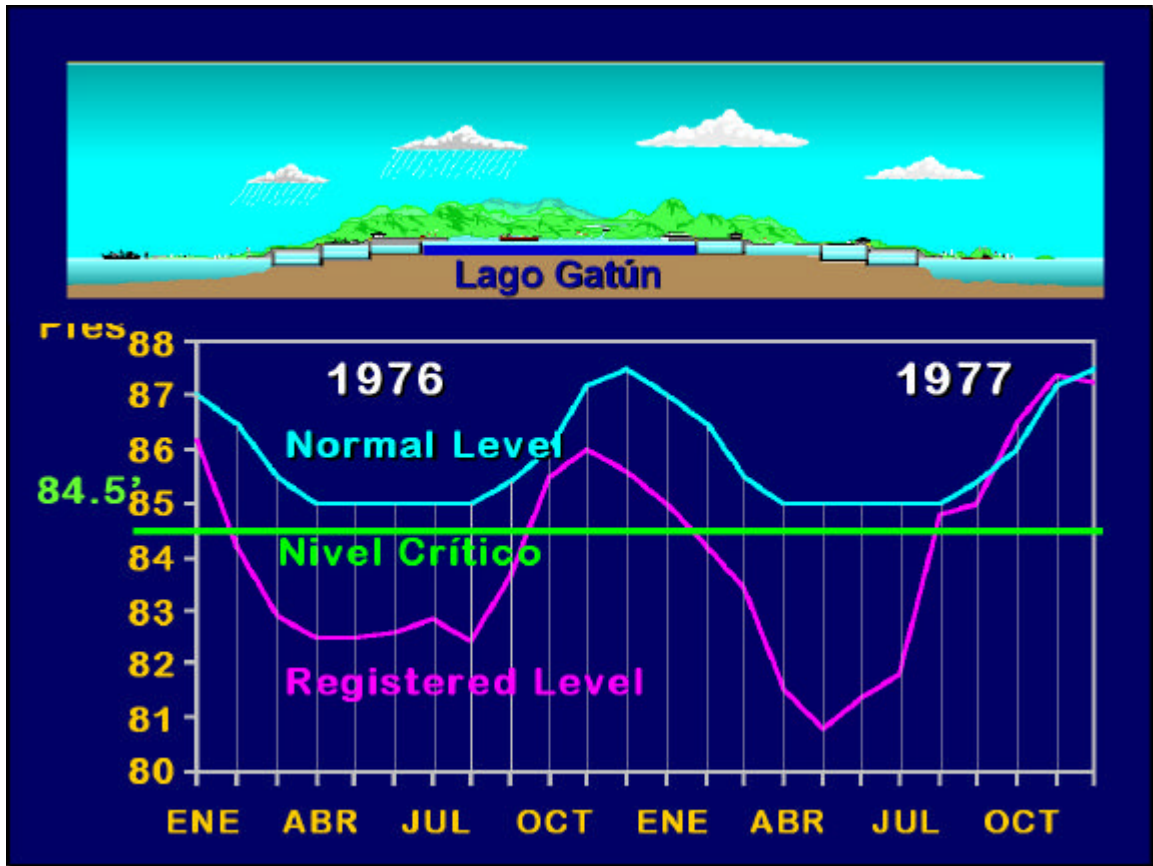 Lago Gatún
Pies
88
1976
1977
87
Normal Level
86
84.5'
85
Nivel Crítico
84
83
82
Registered Level
81
80
ENE ABR JUL OCT ENE ABR JUL OCT